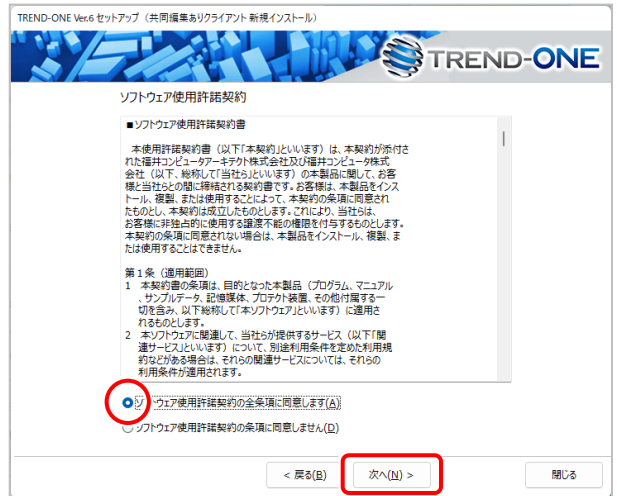 TREND-ONE Ver.6 セットアップ（共同編集ありクライアント 新規インストール）
TREND-ONE
ソフトウェア使用許諾契約
■ソフトウェア使用許諾契約書
本使用許諾契約書（以下「本契約」といいます）は、本契約が添付さ
れた福井コンピュータアーキテクト株式会社及び福井コンピュータ株式
会社（以下、総称して「当社ら」といいます）の本製品に関して、お客
様と当社らとの間に締結される契約書です。お客様は、本製品をインス
トール、複製、または使用することによって、本契約の条項に同意され
たものとし、本契約は成立したものとします。これにより、当社らは、
お客様に非独占的に使用する譲渡不能の権限を付与するものとします。
本契約の条項に同意されない場合は、本製品をインストール、複製、ま
たは使用することはできません。
第１条（適用範囲）
1 本契約書の条項は、目的となった本製品（プログラム、マニュアル
、サンプルデータ、記憶媒体、プロテクト装置、その他付属する一
切を含み、以下総称して「本ソフトウェア」といいます）に適用さ
れるものとします。
2 本ソフトウェアに関連して、当社らが提供するサービス（以下「関
連サービス」といいます）について、別途利用条件を定めた利用規
約などがある場合は、それらの関連サービスについては、それらの
利用条件が適用されます。
ソフトウェア使用許諾契約の全条項に同意します(A)
ソフトウェア使用許諾契約の条項に同意しません(D)
< 戻る(B)
次へ(N) >
閉じる